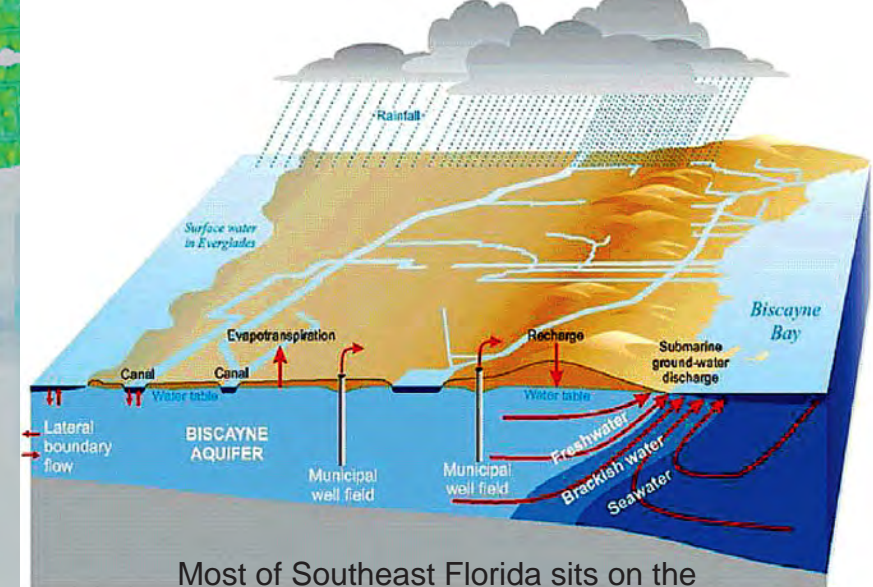 Rainfall
Surface water
in Everglades
Biscayne
Bay
Evapotranspiration
Recharge
Submarine
ground-water
discharge
Canal
Canal
Water table
Water table
Lateral
boundary
flow
BISCAYNE
AQUIFER
Municipal
well field
Municipal
well field
Freshwater
Brackish water
Seawater
Most of Southeast Florida sits on the